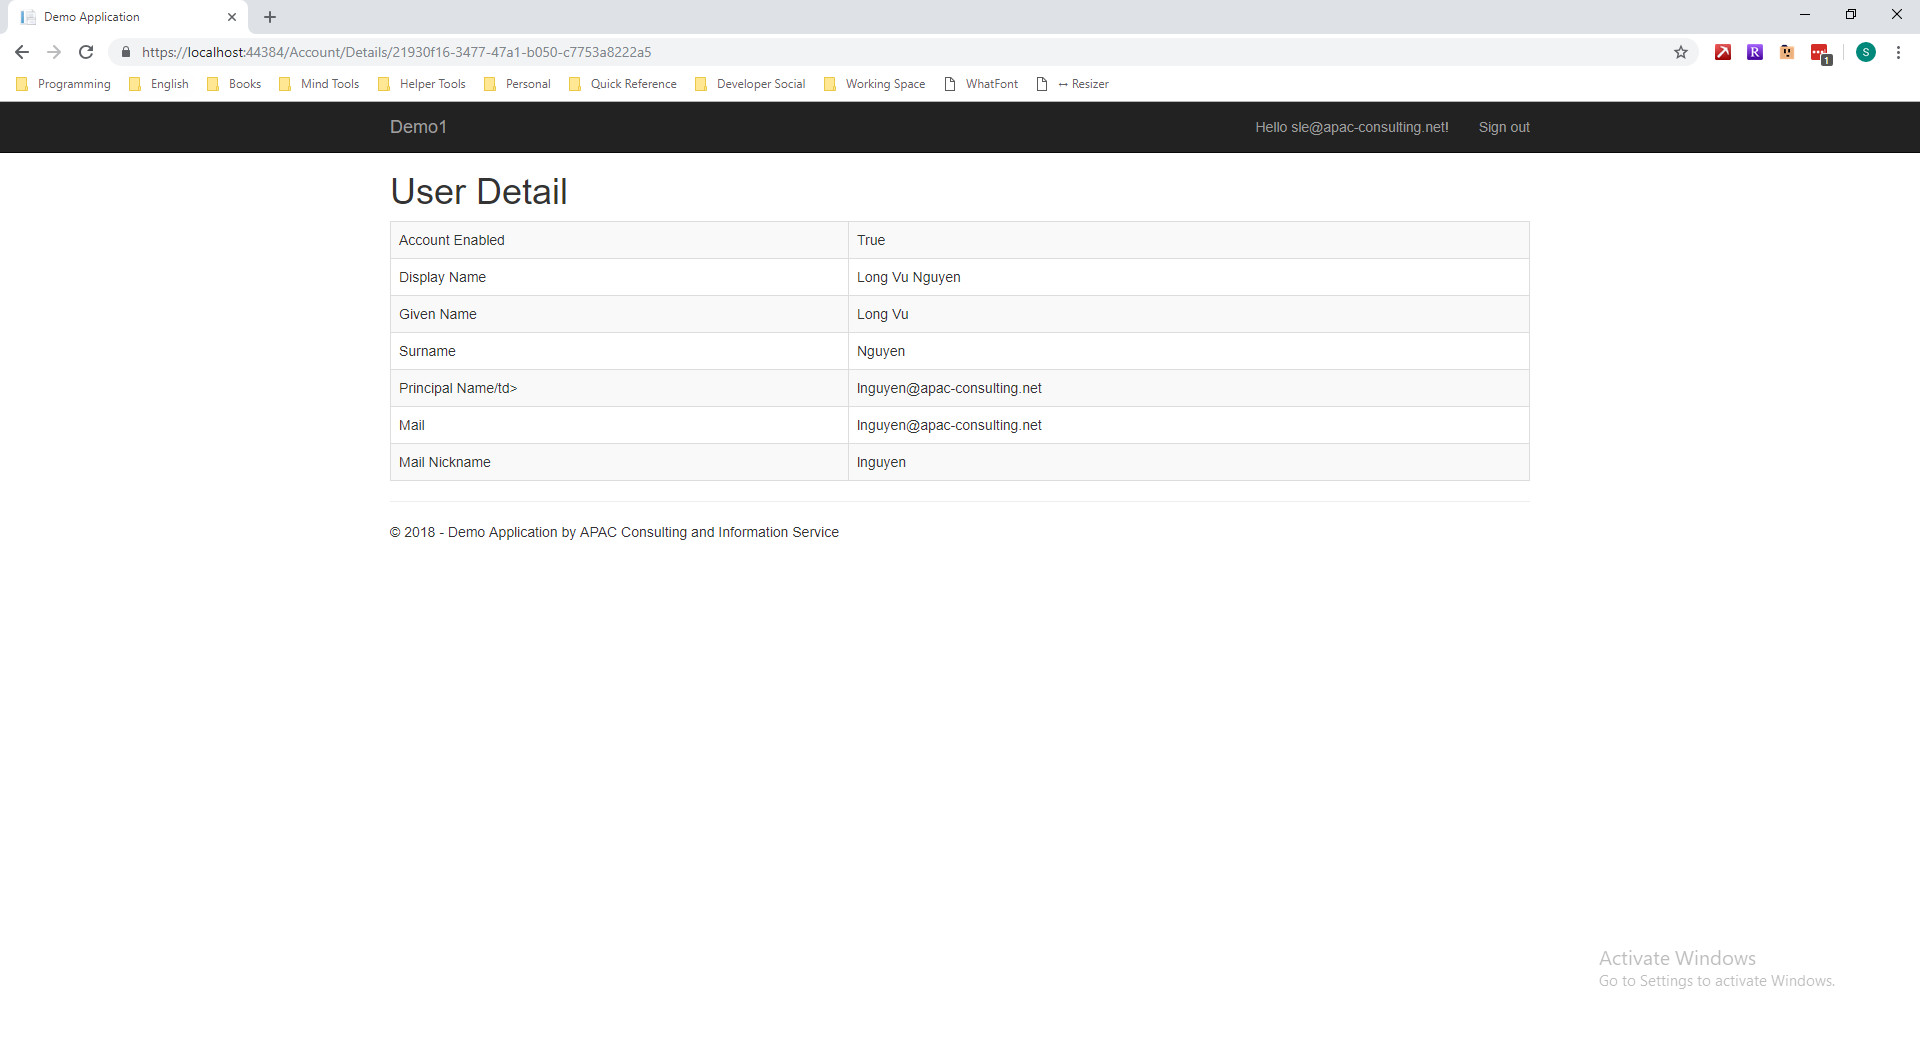 Demo Application
https://localhost:44384/Account/Details/21930f16-3477-47a1-b050-c7753a8222a5
R
1
S
Programming English Books Mind Tools Helper Tools Personal Quick Reference Developer Social Working Space WhatFont ↔ Resizer
Demo1 Hello sle@apac-consulting.net! Sign out
User Detail
Account Enabled True
Display Name Long Vu Nguyen
Given Name Long Vu
Surname Nguyen
Principal Name/td> lnguyen@apac-consulting.net
Mail lnguyen@apac-consulting.net
Mail Nickname lnguyen
© 2018 - Demo Application by APAC Consulting and Information Service
Activate Windows
Go to Settings to activate Windows.